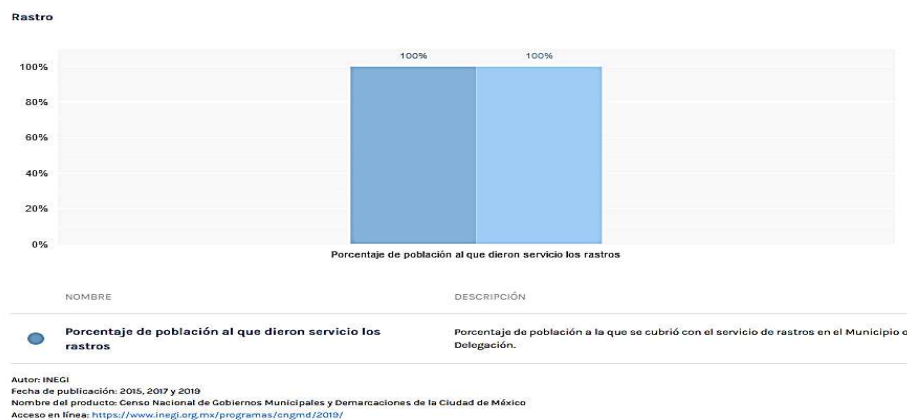 Rastro
100% 100%
100%
80%
60%
40%
20%
0%
Porcentaje de población al que dieron servicio los rastros
NOMBRE DESCRIPCIÓN
Porcentaje de población al que dieron servicio los
rastros
Porcentaje de población a la que se cubrió con el servicio de rastros en el Municipio o
Delegación.
Autor: INEGI
Fecha de publicación: 2015, 2017 y 2019
Nombre del producto: Censo Nacional de Gobiernos Municipales y Demarcaciones de la Ciudad de México
Acceso en línea: https://www.inegi.org.mx/programas/cngmd/2019/